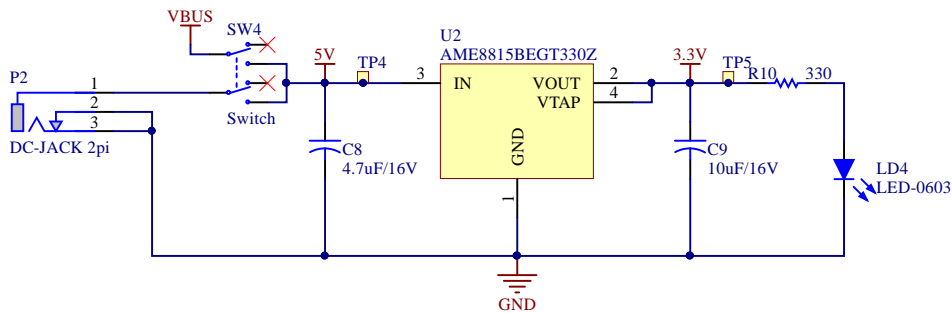 VBUS
SW4
U2
AME8815BEGT330Z
5V
TP4
3.3V
TP5
R10
330
P2
1
2
3
DC-JACK 2pi
Switch
3
IN
VOUT
2
VTAP
4
GND
1
C8
4.7uF/16V
C9
10uF/16V
LD4
LED-0603
GND